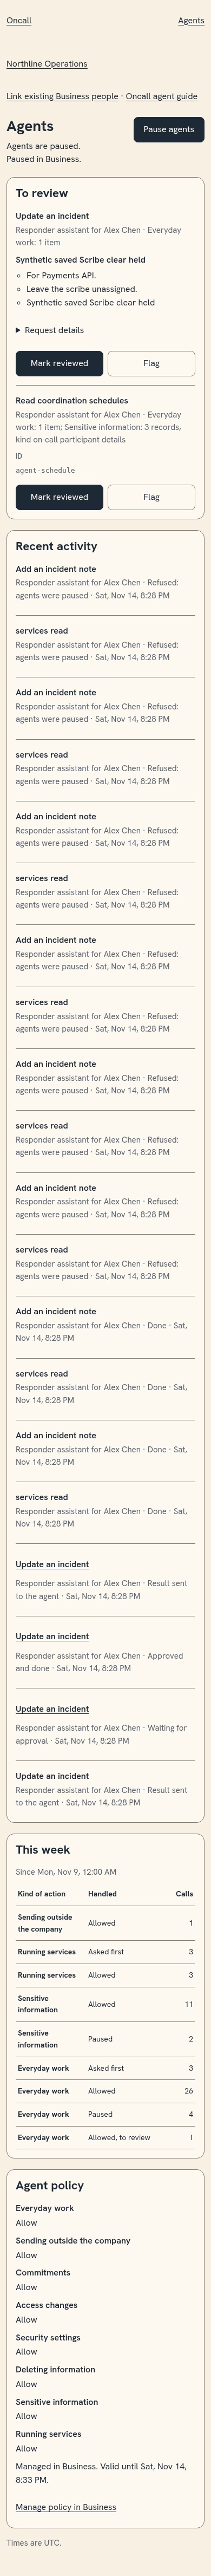 Oncall
Agents
Northline Operations
Link existing Business people · Oncall agent guide
Agents
Pause agents
Agents are paused.
Paused in Business.
To review
Update an incident
Responder assistant for Alex Chen · Everyday
work: 1 item
Synthetic saved Scribe clear held
For Payments API.
Leave the scribe unassigned.
Synthetic saved Scribe clear held
Request details
Mark reviewed
Flag
Read coordination schedules
Responder assistant for Alex Chen · Everyday
work: 1 item; Sensitive information: 3 records,
kind on-call participant details
ID
agent-schedule
Mark reviewed
Flag
Recent activity
Add an incident note
Responder assistant for Alex Chen · Refused:
agents were paused · Sat, Nov 14, 8:28 PM
services read
Responder assistant for Alex Chen · Refused:
agents were paused · Sat, Nov 14, 8:28 PM
Add an incident note
Responder assistant for Alex Chen · Refused:
agents were paused · Sat, Nov 14, 8:28 PM
services read
Responder assistant for Alex Chen · Refused:
agents were paused · Sat, Nov 14, 8:28 PM
Add an incident note
Responder assistant for Alex Chen · Refused:
agents were paused · Sat, Nov 14, 8:28 PM
services read
Responder assistant for Alex Chen · Refused:
agents were paused · Sat, Nov 14, 8:28 PM
Add an incident note
Responder assistant for Alex Chen · Refused:
agents were paused · Sat, Nov 14, 8:28 PM
services read
Responder assistant for Alex Chen · Refused:
agents were paused · Sat, Nov 14, 8:28 PM
Add an incident note
Responder assistant for Alex Chen · Refused:
agents were paused · Sat, Nov 14, 8:28 PM
services read
Responder assistant for Alex Chen · Refused:
agents were paused · Sat, Nov 14, 8:28 PM
Add an incident note
Responder assistant for Alex Chen · Refused:
agents were paused · Sat, Nov 14, 8:28 PM
services read
Responder assistant for Alex Chen · Refused:
agents were paused · Sat, Nov 14, 8:28 PM
Add an incident note
Responder assistant for Alex Chen · Done · Sat,
Nov 14, 8:28 PM
services read
Responder assistant for Alex Chen · Done · Sat,
Nov 14, 8:28 PM
Add an incident note
Responder assistant for Alex Chen · Done · Sat,
Nov 14, 8:28 PM
services read
Responder assistant for Alex Chen · Done · Sat,
Nov 14, 8:28 PM
Update an incident
Responder assistant for Alex Chen · Result sent
to the agent · Sat, Nov 14, 8:28 PM
Update an incident
Responder assistant for Alex Chen · Approved
and done · Sat, Nov 14, 8:28 PM
Update an incident
Responder assistant for Alex Chen · Waiting for
approval · Sat, Nov 14, 8:28 PM
Update an incident
Responder assistant for Alex Chen · Result sent
to the agent · Sat, Nov 14, 8:28 PM
This week
Since Mon, Nov 9, 12:00 AM
Kind of action Handled Calls
Sending outside
the company Allowed 1
Running services Asked first 3
Running services Allowed 3
Sensitive
information Allowed 11
Sensitive
information Paused 2
Everyday work Asked first 3
Everyday work Allowed 26
Everyday work Paused 4
Everyday work Allowed, to review 1
Agent policy
Everyday work
Allow
Sending outside the company
Allow
Commitments
Allow
Access changes
Allow
Security settings
Allow
Deleting information
Allow
Sensitive information
Allow
Running services
Allow
Managed in Business. Valid until Sat, Nov 14,
8:33 PM.
Manage policy in Business
Times are UTC.